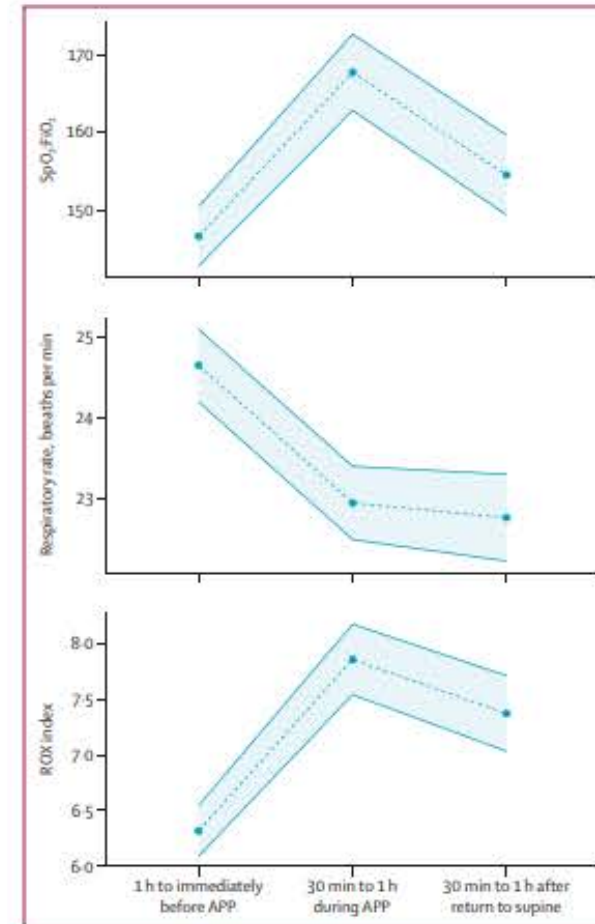 SpO₂:FiO₂
170
160
150
Respiratory rate, breaths per min
25
24
23
ROX index
8·0
7·5
7·0
6·5
6·0
1 h to immediately
before APP
30 min to 1 h
during APP
30 min to 1 h after
return to supine